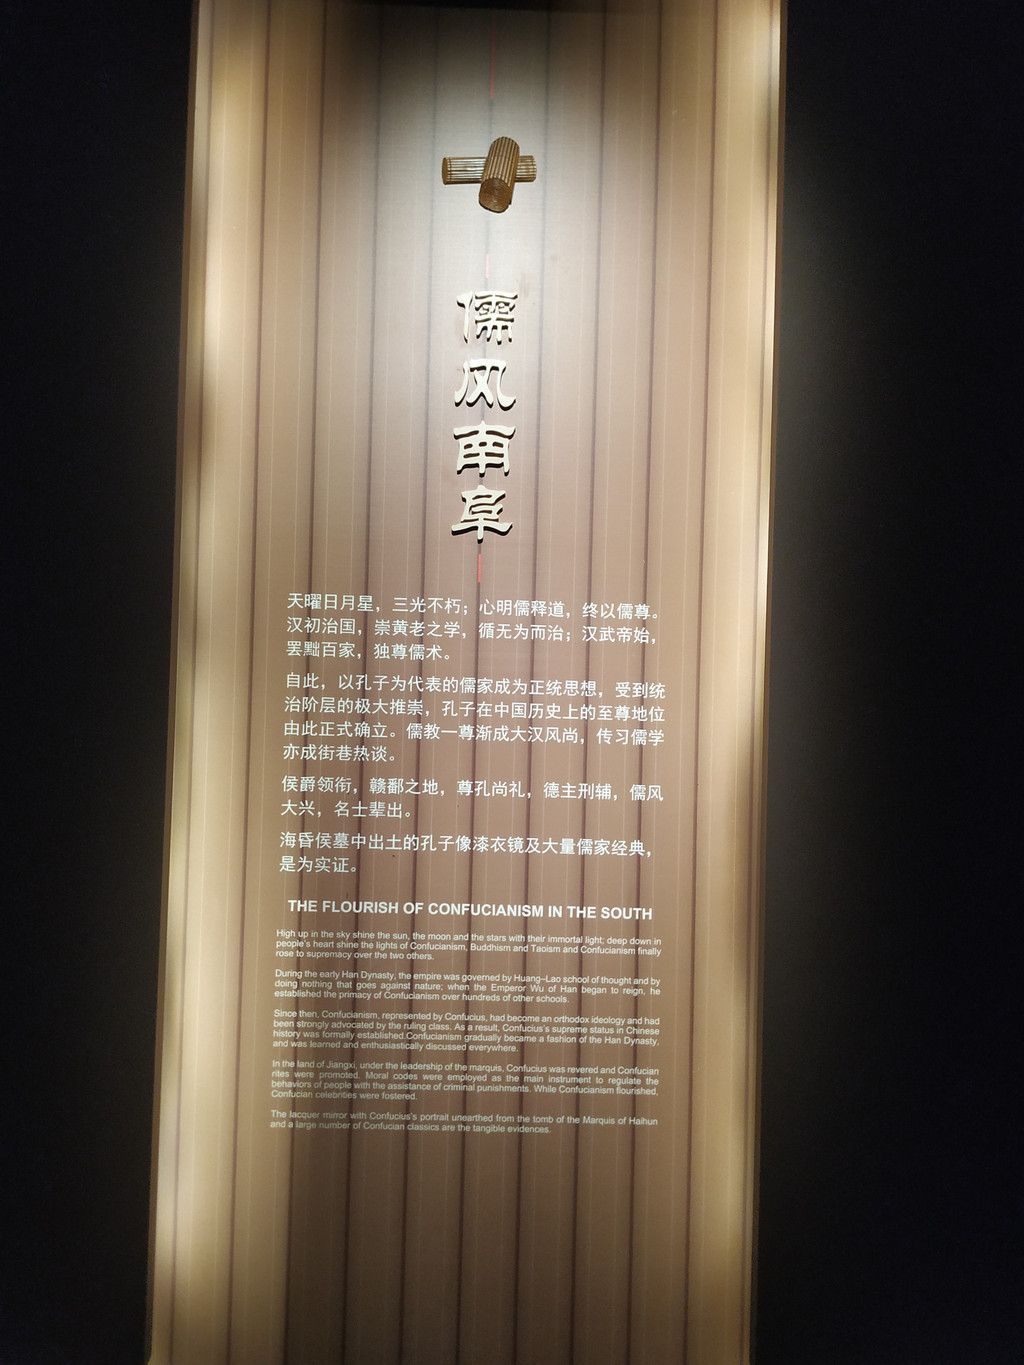 儒风南阜
天曜日月星，三光不朽；心明儒释道，终以儒尊。
汉初治国，崇黄老之学，循无为而治；汉武帝始，
罢黜百家，独尊儒术。
自此，以孔子为代表的儒家成为正统思想，受到统
治阶层的极大推崇，孔子在中国历史上的至尊地位
由此正式确立。儒教一尊渐成大汉风尚，传习儒学
亦成街巷热谈。
侯爵领衔，赣鄱之地，尊孔尚礼，德主刑辅，儒风
大兴，名士辈出。
海昏侯墓中出土的孔子像漆衣镜及大量儒家经典，
是为实证。
THE FLOURISH OF CONFUCIANISM IN THE SOUTH
High up in the sky shine the sun, the moon and the stars with their immortal light; deep down in
people's heart shine the lights of Confucianism, Buddhism and Taoism and Confucianism finally
rose to supremacy over the two others.
During the early Han Dynasty, the empire was governed by Huang–Lao school of thought and by
doing nothing that goes against nature; when the Emperor Wu of Han began to reign, he
established the primacy of Confucianism over hundreds of other schools.
Since then, Confucianism, represented by Confucius, had become an orthodox ideology and had
been strongly advocated by the ruling class. As a result, Confucius's supreme status in Chinese
history was formally established.Confucianism gradually became a fashion of the Han Dynasty,
and was learned and enthusiastically discussed everywhere.
In the land of Jiangxi, under the leadership of the marquis, Confucius was revered and Confucian
rites were promoted. Moral codes were employed as the main instrument to regulate the
behaviors of people with the assistance of criminal punishments. While Confucianism flourished,
Confucian celebrities were fostered.
The lacquer mirror with Confucius's portrait unearthed from the tomb of the Marquis of Haihun
and a large number of Confucian classics are the tangible evidences.